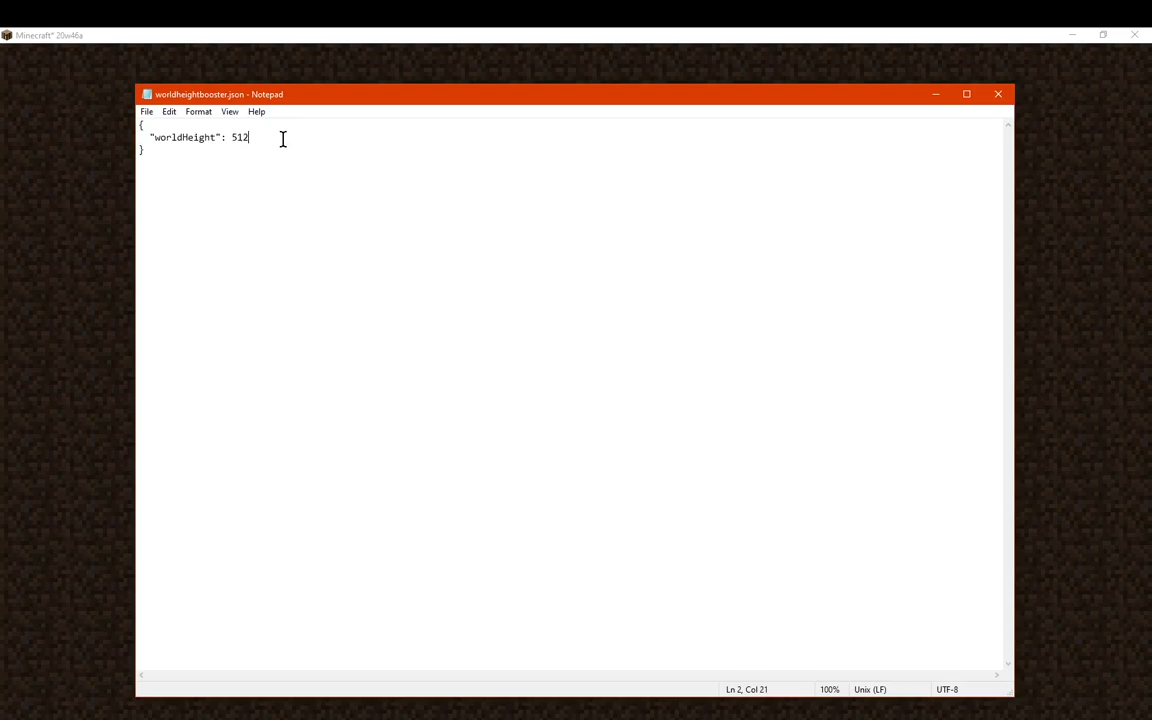 Minecraft* 20w46a
worldheightbooster.json - Notepad
File Edit Format View Help
{
"worldHeight": 512
}
Ln 2, Col 21 100% Unix (LF) UTF-8